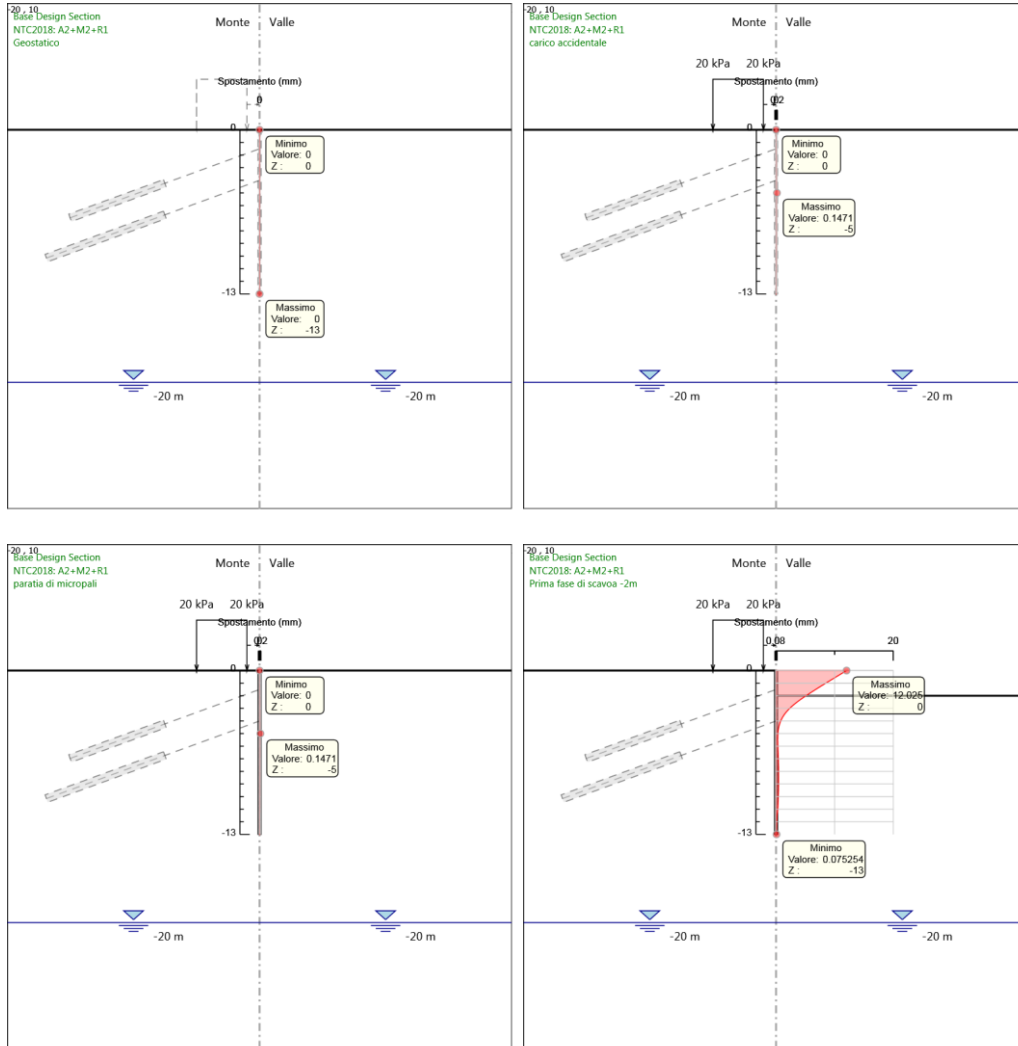 -20 , 10
Base Design Section
NTC2018: A2+M2+R1
Geostatico
Monte Valle
Spostamento (mm)
0
0
Minimo
Valore: 0
Z : 0
-13
Massimo
Valore: 0
Z : -13
-20 m
-20 m
-20 , 10
Base Design Section
NTC2018: A2+M2+R1
carico accidentale
Monte Valle
20 kPa 20 kPa
Spostamento (mm)
0
Minimo
Valore: 0
Z : 0
Massimo
Valore: 0.1471
Z : -5
-13
-20 m
-20 m
-20 , 10
Base Design Section
NTC2018: A2+M2+R1
paratia di micropali
Monte Valle
20 kPa 20 kPa
Spostamento (mm)
0
Minimo
Valore: 0
Z : 0
Massimo
Valore: 0.1471
Z : -5
-13
-20 m
-20 m
-20 , 10
Base Design Section
NTC2018: A2+M2+R1
Prima fase di scavoa -2m
Monte Valle
20 kPa 20 kPa
Spostamento (mm)
20
0
Massimo
Valore: 12.025
Z : 0
-13
Minimo
Valore: 0.075254
Z : -13
-20 m
-20 m